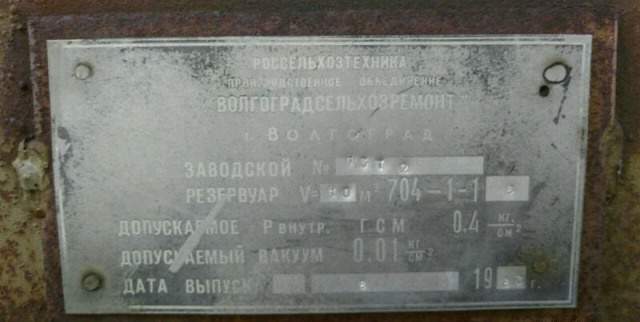 РОССЕЛЬХОЗТЕХНИКА
ПРОИЗВОДСТВЕННОЕ ОБЪЕДИНЕНИЕ
ВОЛГОГРАДСЕЛЬХОЗРЕМОНТ
г. ВОЛГОГРАД
ЗАВОДСКОЙ №
РЕЗЕРВУАР V= м³ 704-1-1
ДОПУСКАЕМОЕ Р ВНУТР. ГСМ 0.4 кг/см²
ДОПУСКАЕМЫЙ ВАКУУМ 0.01 кг/см²
ДАТА ВЫПУСКА 8 19 г.